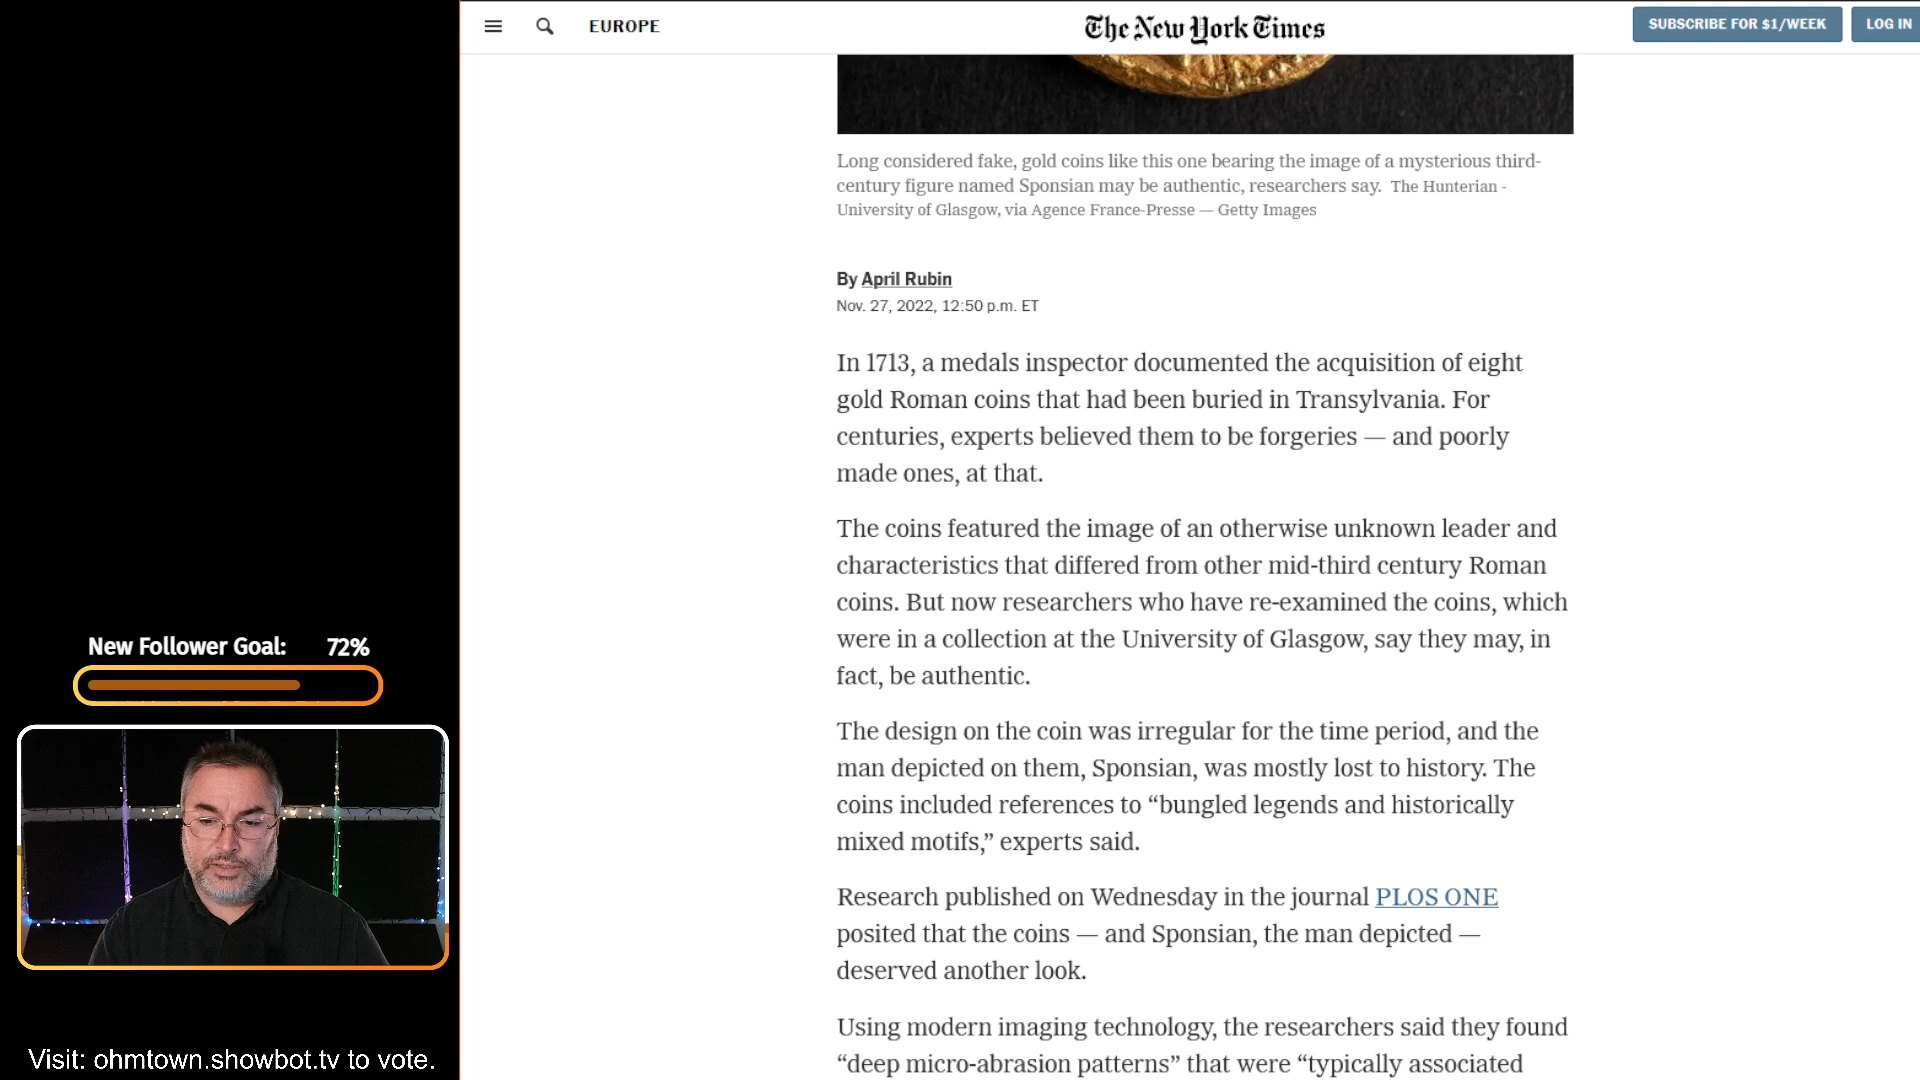 EUROPE
The New York Times
SUBSCRIBE FOR $1/WEEK
LOG IN
Long considered fake, gold coins like this one bearing the image of a mysterious third-
century figure named Sponsian may be authentic, researchers say. The Hunterian -
University of Glasgow, via Agence France-Presse — Getty Images
By April Rubin
Nov. 27, 2022, 12:50 p.m. ET
In 1713, a medals inspector documented the acquisition of eight
gold Roman coins that had been buried in Transylvania. For
centuries, experts believed them to be forgeries — and poorly
made ones, at that.
The coins featured the image of an otherwise unknown leader and
characteristics that differed from other mid-third century Roman
coins. But now researchers who have re-examined the coins, which
were in a collection at the University of Glasgow, say they may, in
fact, be authentic.
The design on the coin was irregular for the time period, and the
man depicted on them, Sponsian, was mostly lost to history. The
coins included references to “bungled legends and historically
mixed motifs,” experts said.
Research published on Wednesday in the journal PLOS ONE
posited that the coins — and Sponsian, the man depicted —
deserved another look.
Using modern imaging technology, the researchers said they found
“deep micro-abrasion patterns” that were “typically associated
New Follower Goal: 72%
Visit: ohmtown.showbot.tv to vote.